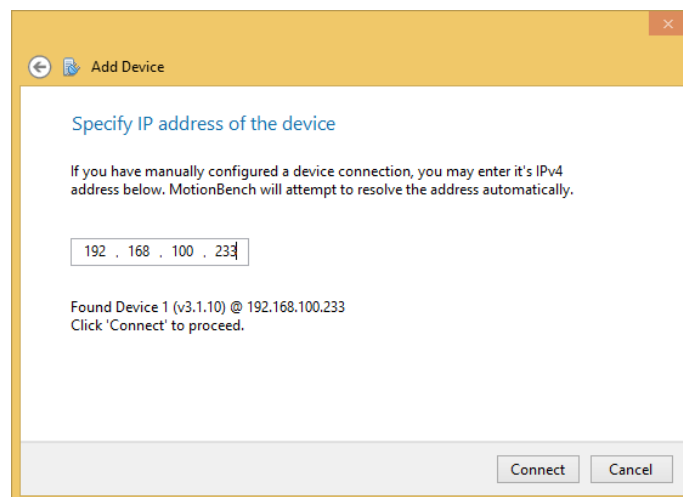 Add Device
Specify IP address of the device
If you have manually configured a device connection, you may enter it's IPv4
address below. MotionBench will attempt to resolve the address automatically.
192 . 168 . 100 . 233
Found Device 1 (v3.1.10) @ 192.168.100.233
Click 'Connect' to proceed.
Connect Cancel